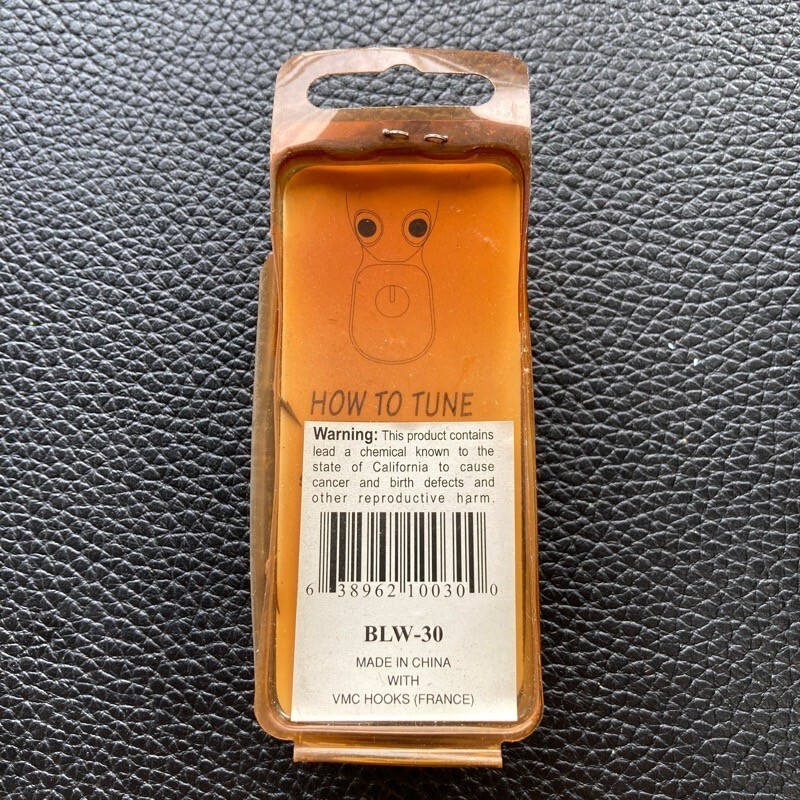 HOW TO TUNE
Warning: This product contains
lead a chemical known to the
state of California to cause
cancer and birth defects and
other reproductive harm.
6 38962 10030 0
BLW-30
MADE IN CHINA
WITH
VMC HOOKS (FRANCE)